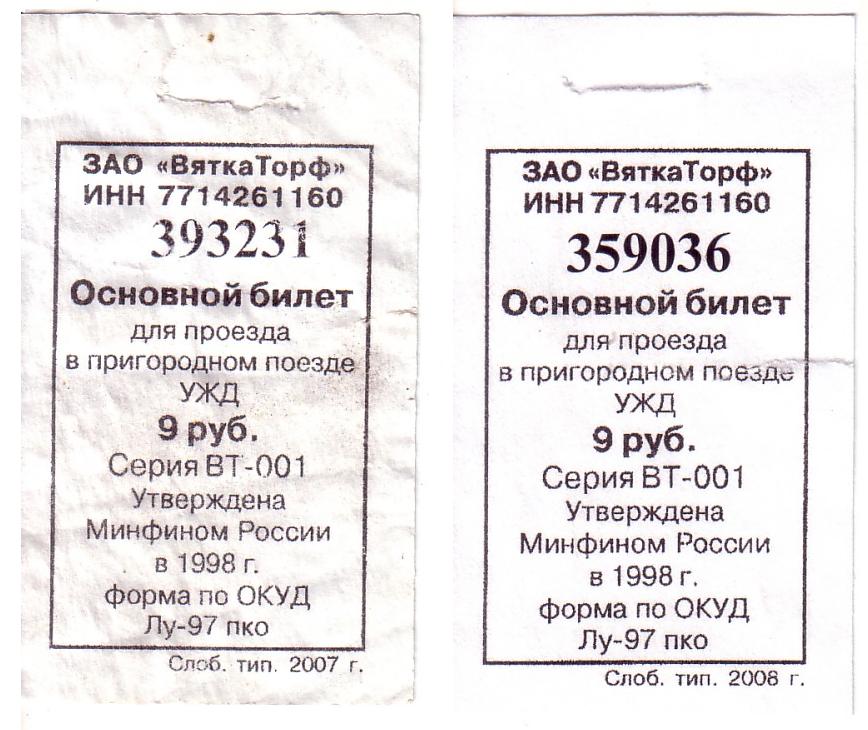 ЗАО «ВяткаТорф»
ИНН 7714261160
393231
Основной билет
для проезда
в пригородном поезде
УЖД
9 руб.
Серия ВТ-001
Утверждена
Минфином России
в 1998 г.
форма по ОКУД
Лу-97 пко
Слоб. тип. 2007 г.
ЗАО «ВяткаТорф»
ИНН 7714261160
359036
Основной билет
для проезда
в пригородном поезде
УЖД
9 руб.
Серия ВТ-001
Утверждена
Минфином России
в 1998 г.
форма по ОКУД
Лу-97 пко
Слоб. тип. 2008 г.